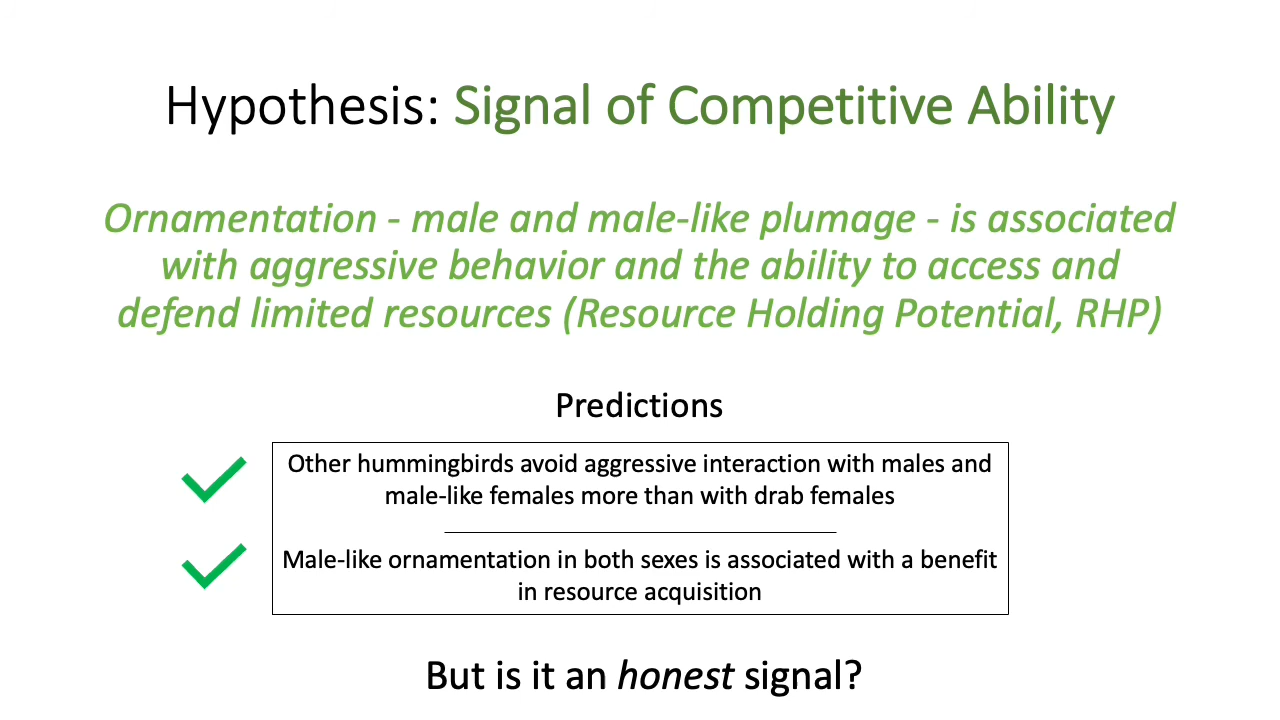 Hypothesis: Signal of Competitive Ability
Ornamentation - male and male-like plumage - is associated
with aggressive behavior and the ability to access and
defend limited resources (Resource Holding Potential, RHP)
Predictions
Other hummingbirds avoid aggressive interaction with males and
male-like females more than with drab females
Male-like ornamentation in both sexes is associated with a benefit
in resource acquisition
But is it an honest signal?